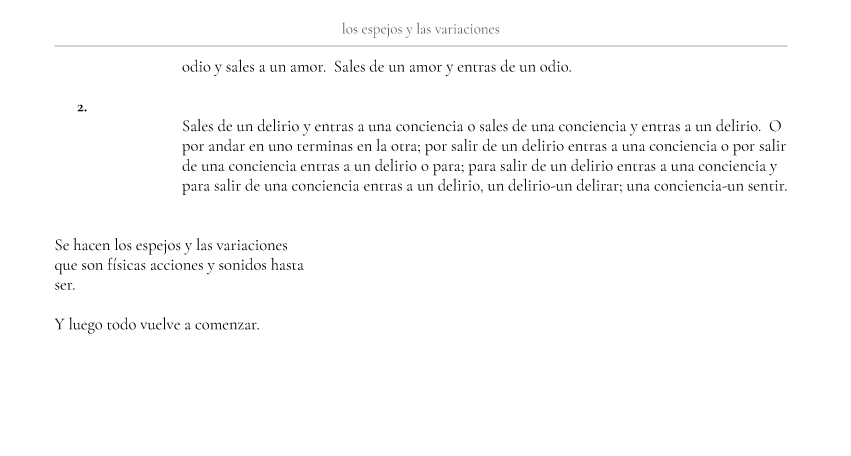 los espejos y las variaciones
odio y sales a un amor.  Sales de un amor y entras de un odio.
2.
Sales de un delirio y entras a una conciencia o sales de una conciencia y entras a un delirio.  O
por andar en uno terminas en la otra; por salir de un delirio entras a una conciencia o por salir
de una conciencia entras a un delirio o para; para salir de un delirio entras a una conciencia y
para salir de una conciencia entras a un delirio, un delirio-un delirar; una conciencia-un sentir.
Se hacen los espejos y las variaciones
que son físicas acciones y sonidos hasta
ser.
Y luego todo vuelve a comenzar.